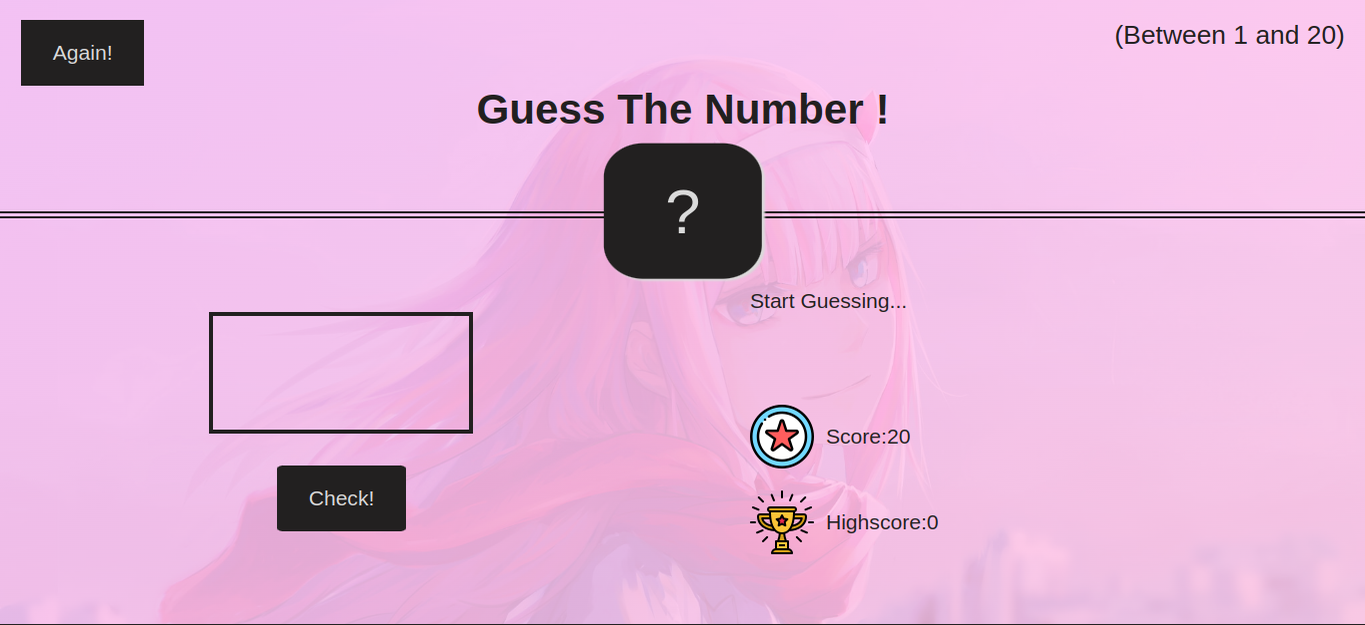 Again!
(Between 1 and 20)
Guess The Number !
?
Start Guessing...
Score:20
Check!
Highscore:0